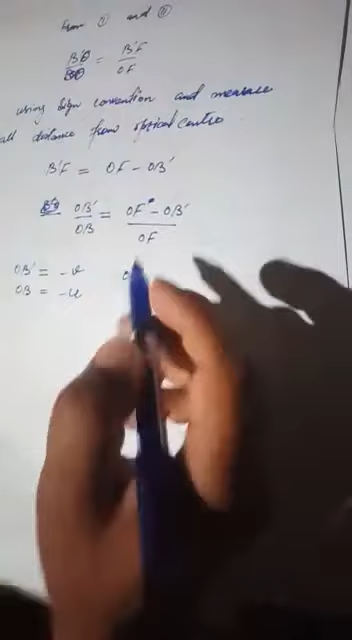 From ① and ②
B'O / BO = B'F / OF
using sign convention and measure
all distance from optical centre
B'F = OF - OB'
OB' / OB = OF - OB' / OF
OB' = -v
OB = -u